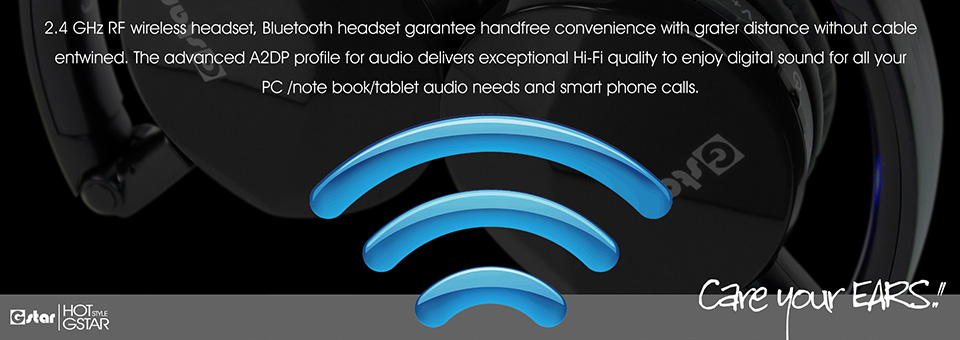 2.4 GHz RF wireless headset, Bluetooth headset garantee handfree convenience with grater distance without cable
entwined. The advanced A2DP profile for audio delivers exceptional Hi-Fi quality to enjoy digital sound for all your
PC /note book/tablet audio needs and smart phone calls.
Gstar
Gstar
Care your EARS!!
Gstar
HOT STYLE
GSTAR